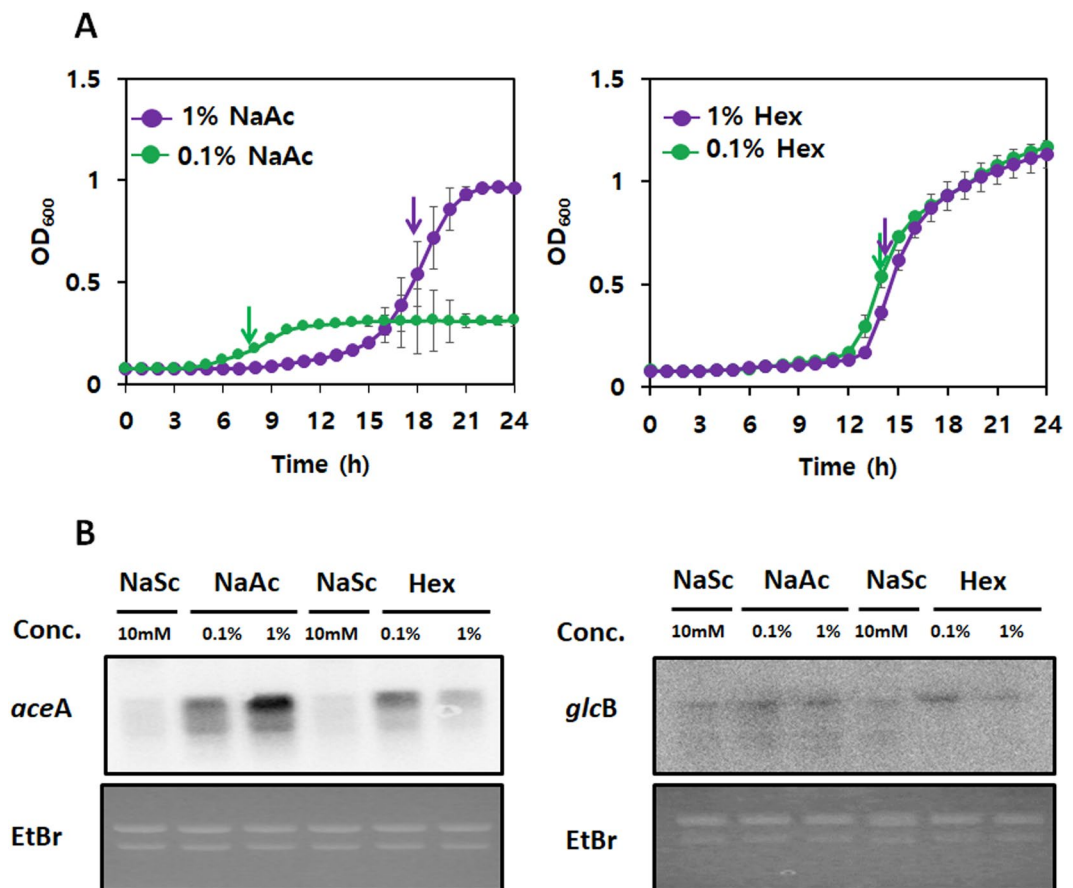 A
1.5
1
0.5
0
OD600
1% NaAc
0.1% NaAc
0 3 6 9 12 15 18 21 24
Time (h)
1.5
1
0.5
0
OD600
1% Hex
0.1% Hex
0 3 6 9 12 15 18 21 24
Time (h)
B
NaSc NaAc NaSc Hex
Conc. 10mM 0.1% 1% 10mM 0.1% 1%
aceA
EtBr
NaSc NaAc NaSc Hex
Conc. 10mM 0.1% 1% 10mM 0.1% 1%
glcB
EtBr